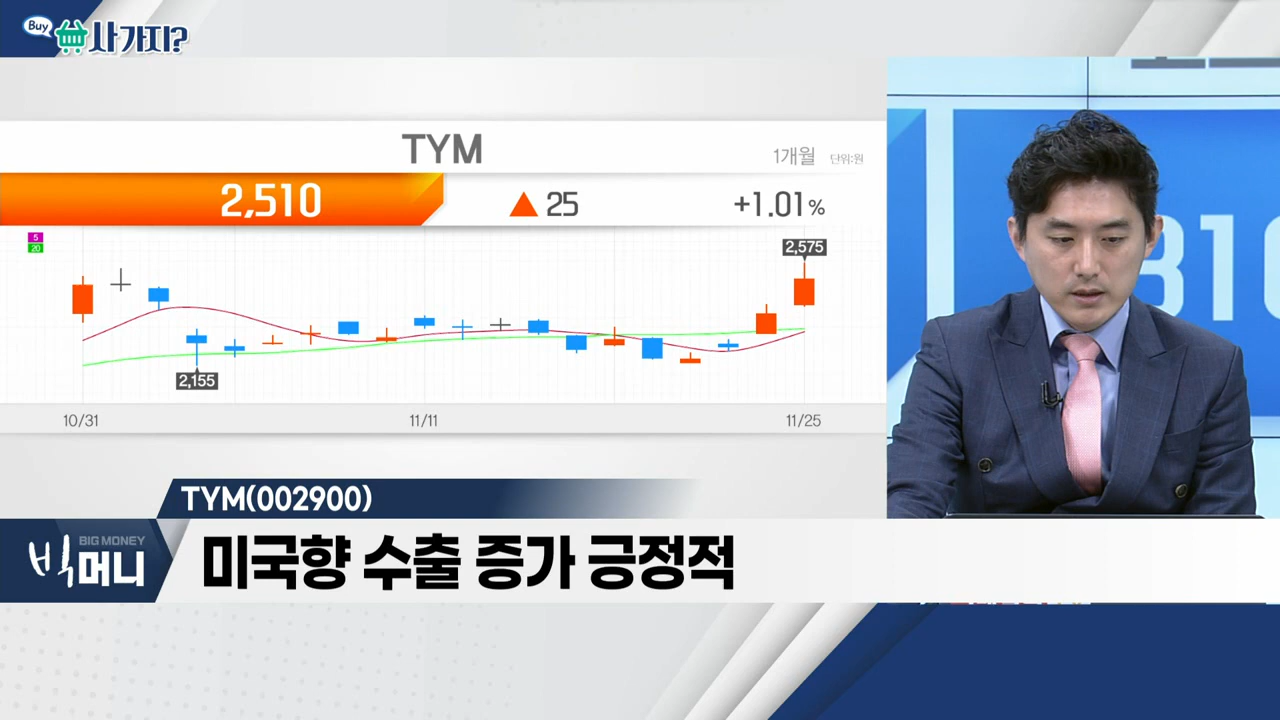 Buy
사가지?
TYM
1개월 단위:원
2,510
▲ 25
+1.01%
5
20
2,575
2,155
10/31
11/11
11/25
310
TYM(002900)
BIG MONEY
빅머니
미국향 수출 증가 긍정적